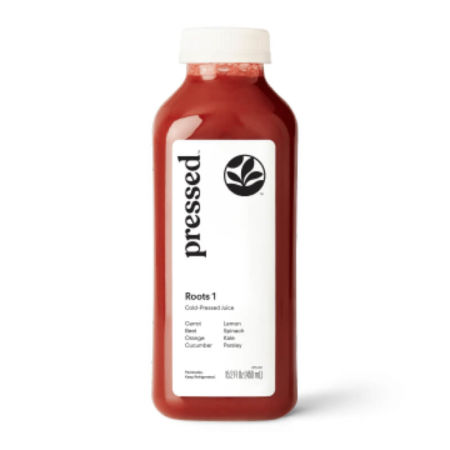 pressed
Roots 1
Cold-Pressed Juice
Carrot Lemon
Beet Spinach
Orange Kale
Cucumber Parsley
Perishable.
Keep Refrigerated.
15.2 Fl Oz (450 mL)